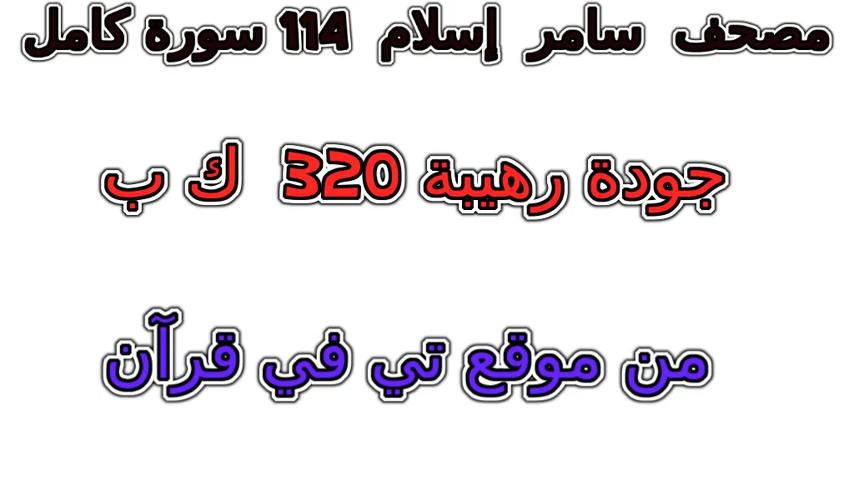 مصحف سامر إسلام 114 سورة كامل
جودة رهيبة 320 ك ب
من موقع تي في قرآن